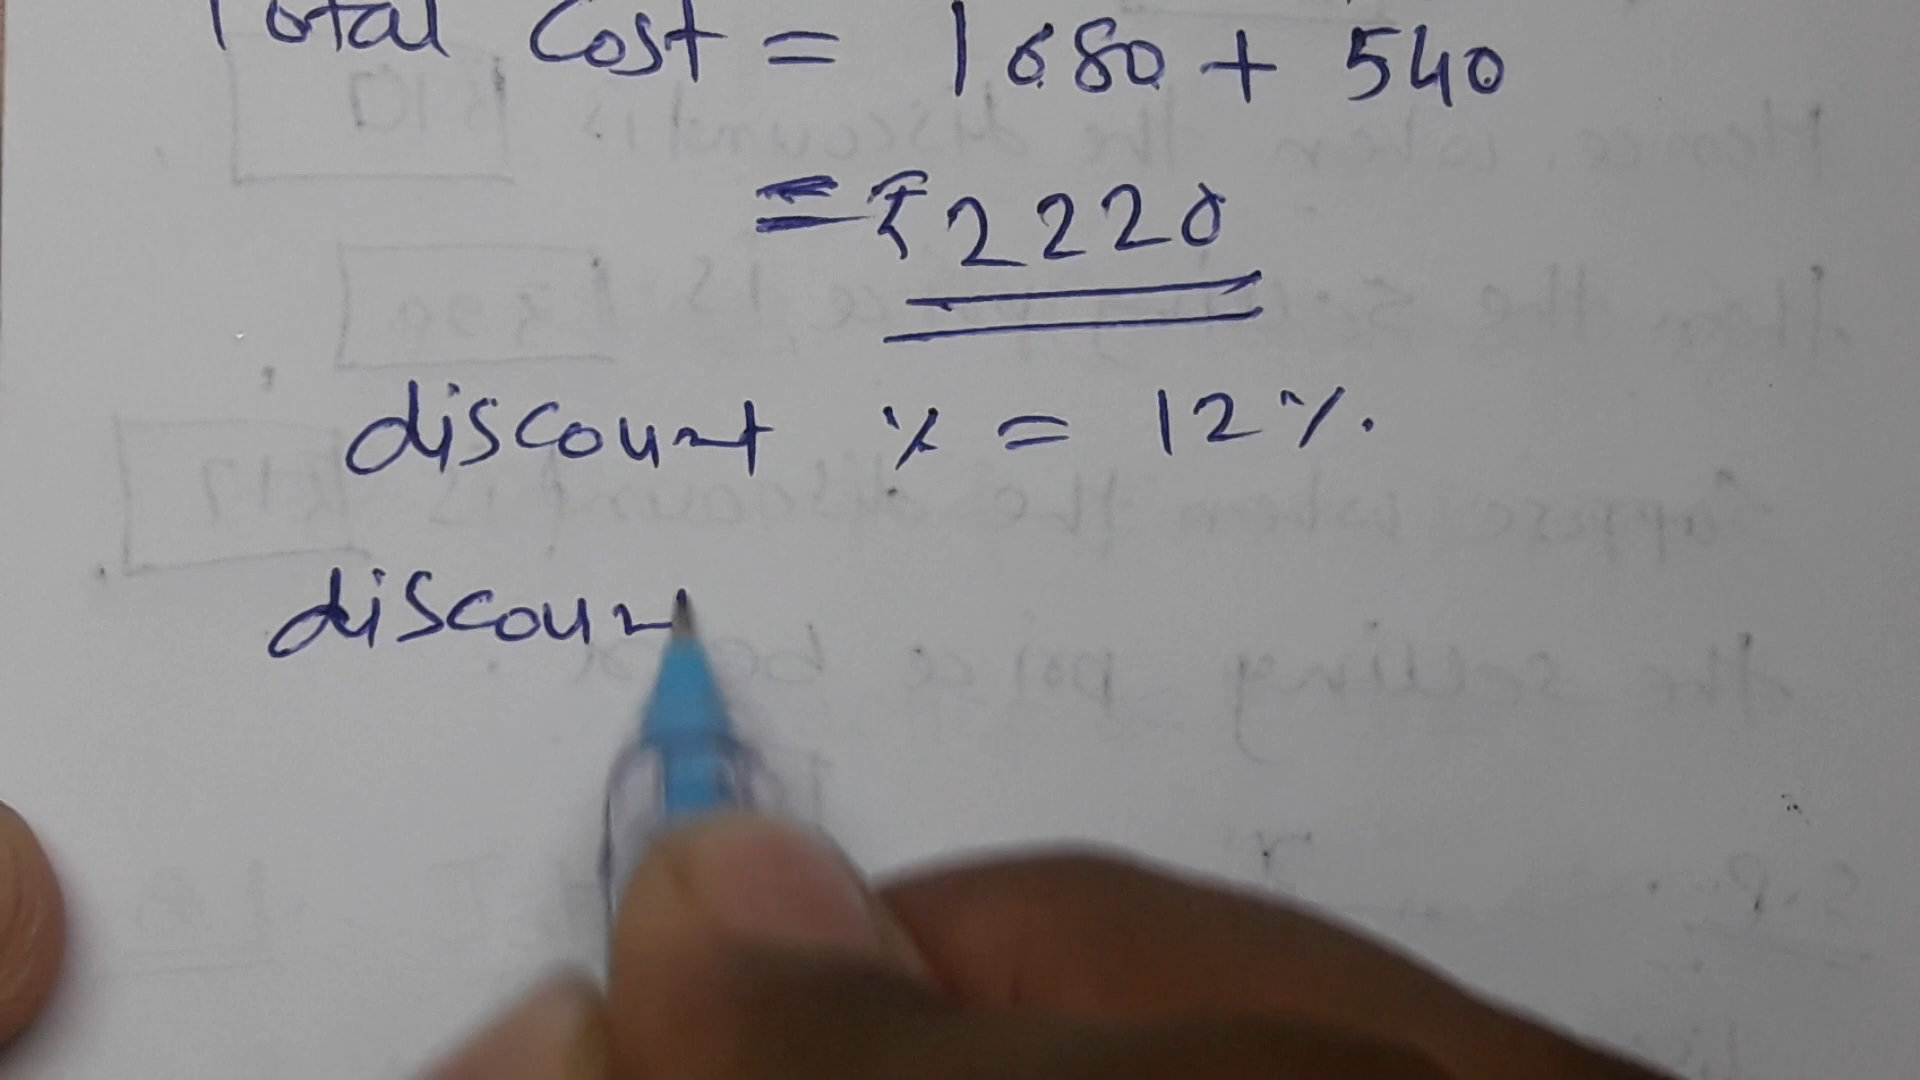 Total Cost = 1680 + 540
= ₹2220
discount % = 12%.
discoun